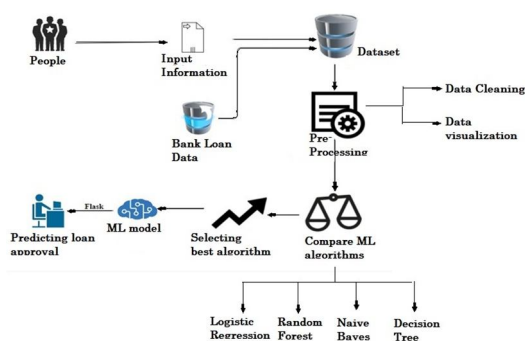 People
Input
Information
Dataset
Bank Loan
Data
Pre-
Processing
Data Cleaning
Data
visualization
Predicting loan
approval
Flask
ML model
Selecting
best algorithm
Compare ML
algorithms
Logistic
Regression
Random
Forest
Naive
Bayes
Decision
Tree